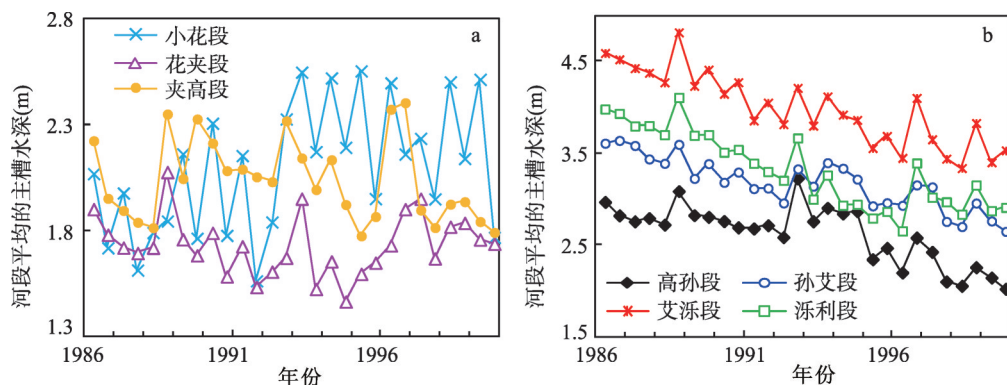 河段平均的主槽水深(m)
2.8
2.3
1.8
1.3
小花段
花夹段
夹高段
a
1986
1991
1996
年份
河段平均的主槽水深(m)
4.5
3.5
2.5
1.5
b
高孙段
孙艾段
艾泺段
泺利段
1986
1991
1996
年份